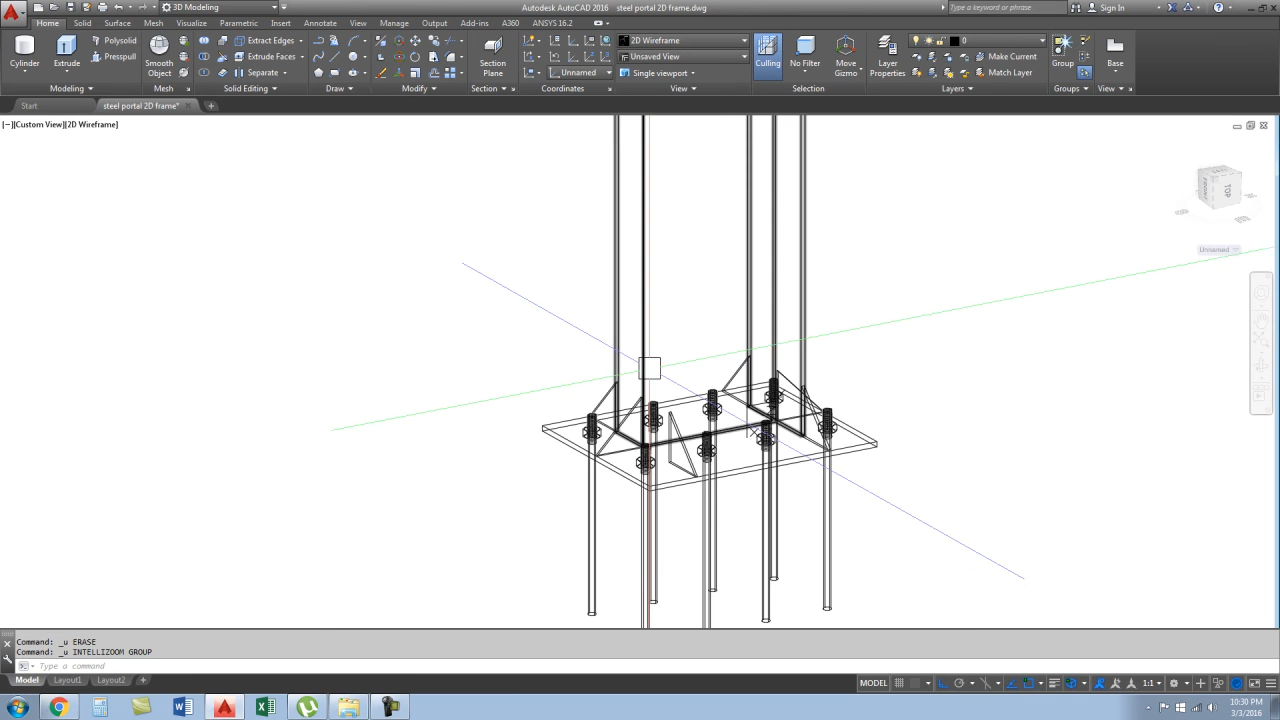 3D Modeling
Autodesk AutoCAD 2016 steel portal 2D frame.dwg
Type a keyword or phrase
Sign In
Home Solid Surface Mesh Visualize Parametric Insert Annotate View Manage Output Add-ins A360 ANSYS 16.2
Cylinder
Extrude
Polysolid
Presspull
Smooth Object
Extract Edges
Extrude Faces
Separate
Section Plane
Unnamed
2D Wireframe
Unsaved View
Single viewport
Culling
No Filter
Move Gizmo
Layer Properties
0
Make Current
Match Layer
Group
Base
Modeling Mesh Solid Editing Draw Modify Section Coordinates View Selection Layers Groups View
Start steel portal 2D frame*
[−][Custom View][2D Wireframe]
TOP
Unnamed
Command: _u ERASE
Command: _u INTELLIZOOM GROUP
Type a command
Model Layout1 Layout2
MODEL 1:1
10:30 PM
3/3/2016